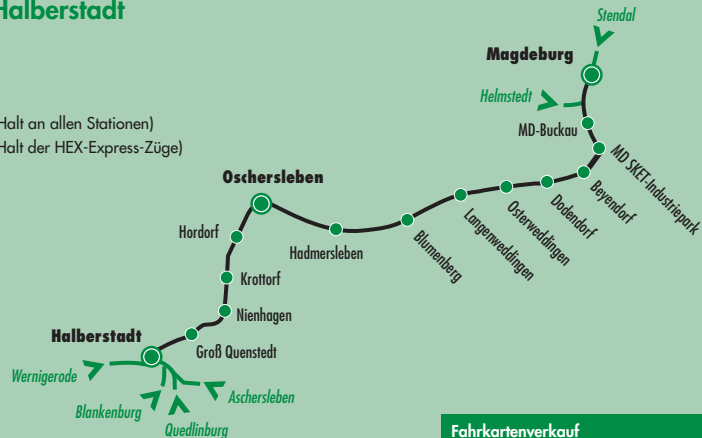 Halberstadt
Stendal
Magdeburg
Helmstedt
Halt an allen Stationen)
MD-Buckau
Halt der HEX-Express-Züge)
MD SKET-Industriepark
Oschersleben
Beyendorf
Dodendorf
Osterweddingen
Langenweddingen
Hordorf
Hadmersleben
Blumenberg
Krottorf
Nienhagen
Halberstadt
Groß Quenstedt
Wernigerode
Aschersleben
Blankenburg
Quedlinburg
Fahrkartenverkauf